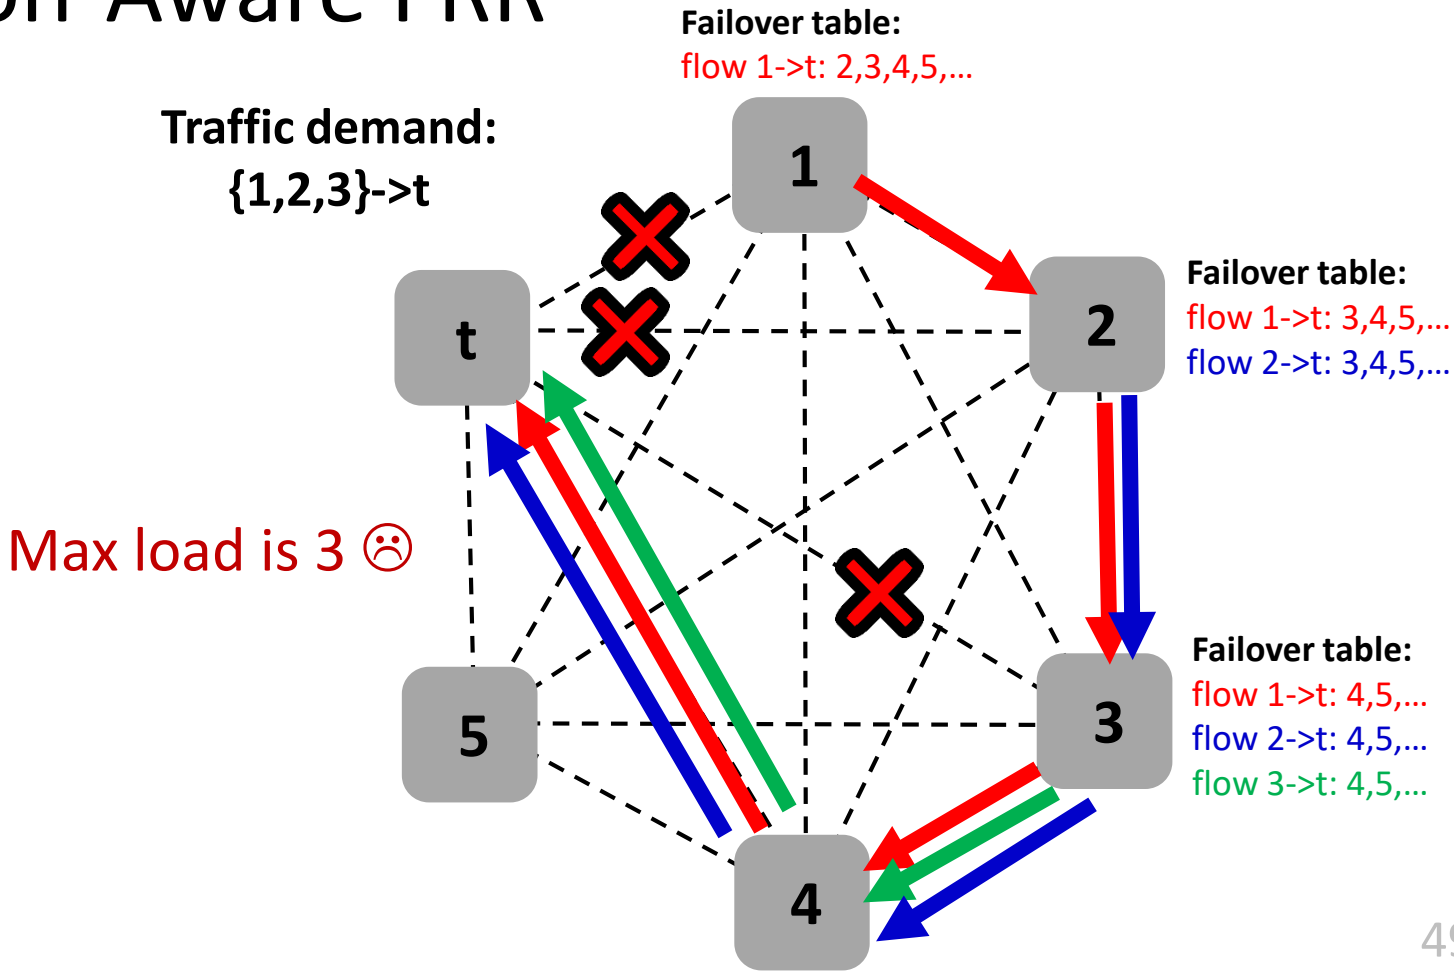 Failover table:
flow 1->t: 2,3,4,5,…
Traffic demand:
{1,2,3}->t
1
t
2
Failover table:
flow 1->t: 3,4,5,…
flow 2->t: 3,4,5,…
Max load is 3 ☹
5
3
Failover table:
flow 1->t: 4,5,…
flow 2->t: 4,5,…
flow 3->t: 4,5,…
4